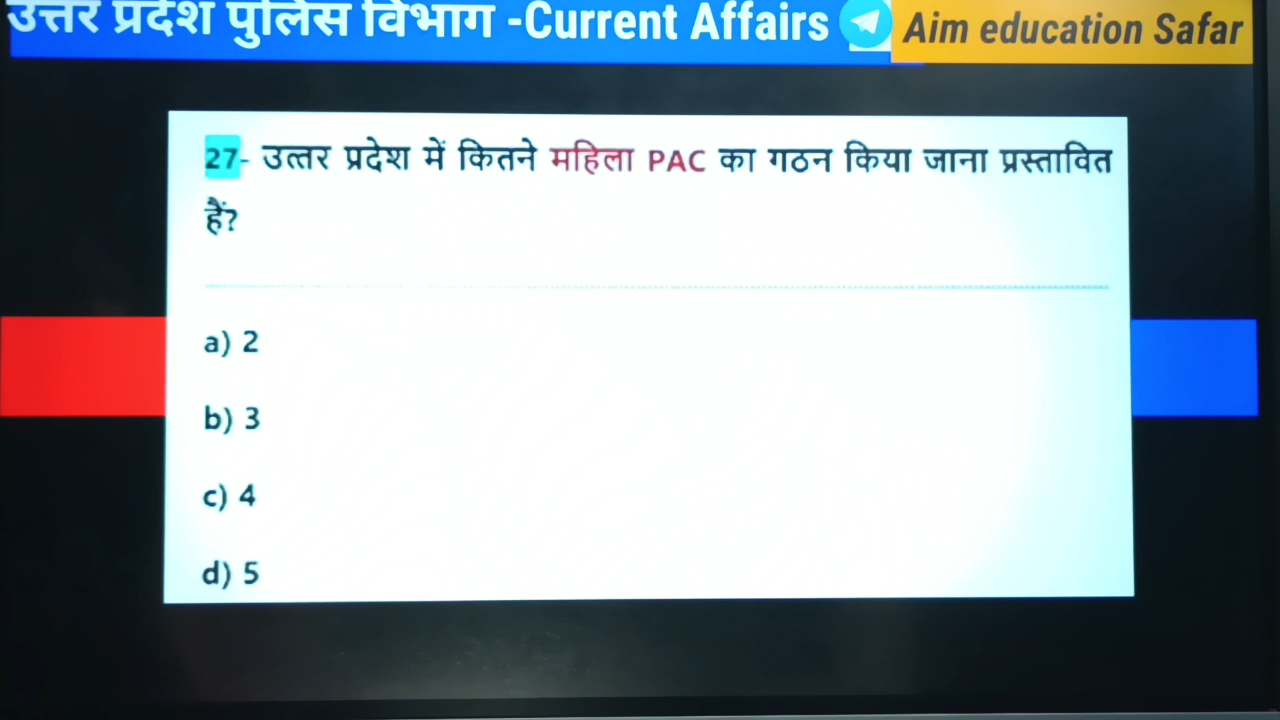 उत्तर प्रदेश पुलिस विभाग -Current Affairs Aim education Safar
27- उत्तर प्रदेश में कितने महिला PAC का गठन किया जाना प्रस्तावित
हैं?
a) 2
b) 3
c) 4
d) 5